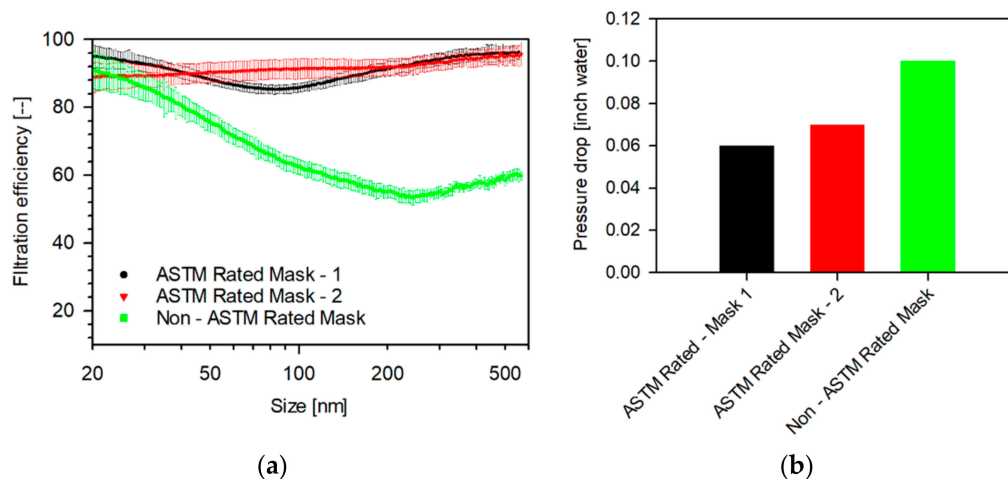 100
80
60
40
20
FIltration efficiency [--]
ASTM Rated Mask - 1
ASTM Rated Mask - 2
Non - ASTM Rated Mask
20 50 100 200 500
Size [nm]
(a)
0.12
0.10
0.08
0.06
0.04
0.02
0.00
Pressure drop [inch water]
ASTM Rated - Mask 1
ASTM Rated Mask - 2
Non - ASTM Rated Mask
(b)